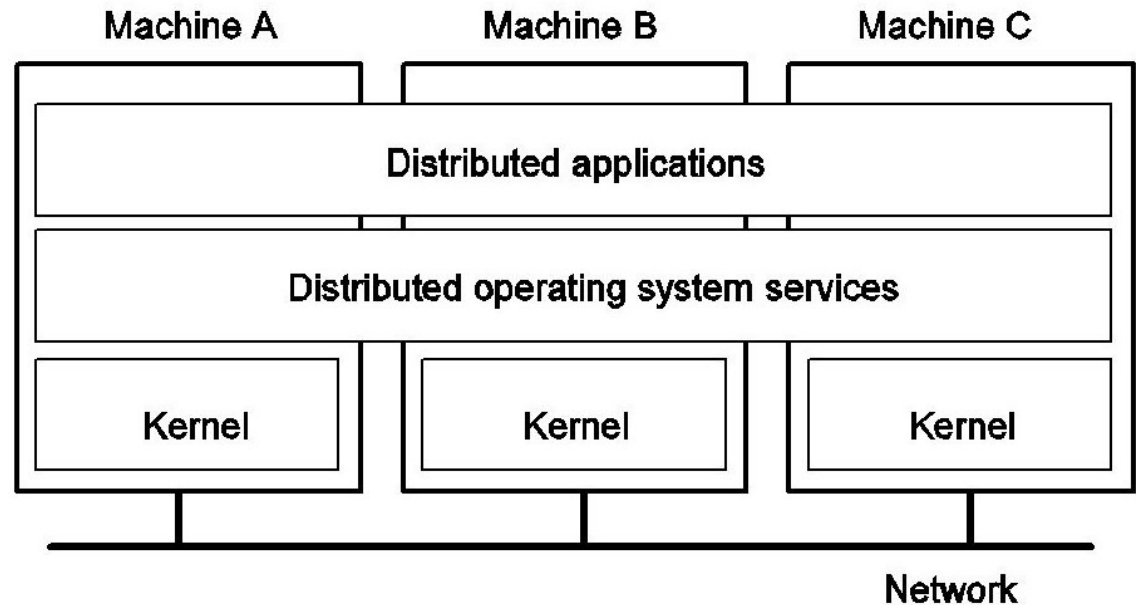 Machine A
Machine B
Machine C
Distributed applications
Distributed operating system services
Kernel
Kernel
Kernel
Network